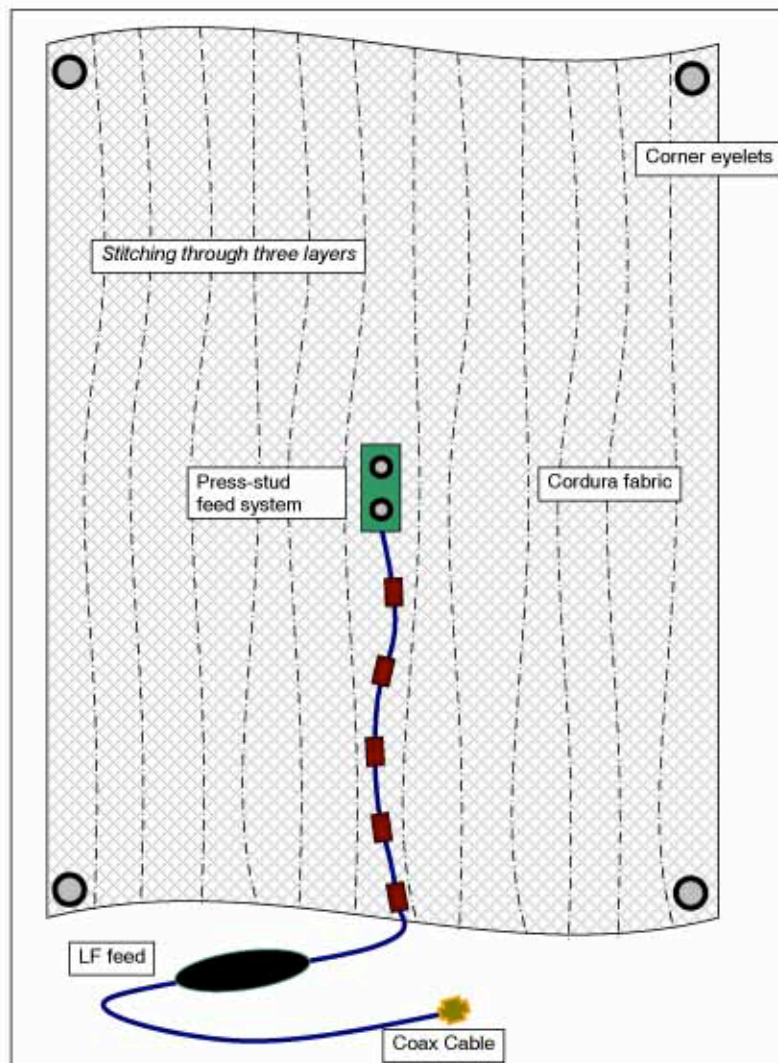 Corner eyelets
Stitching through three layers
Press-stud
feed system
Cordura fabric
LF feed
Coax Cable